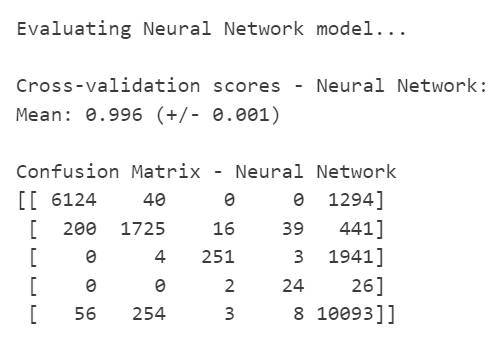 Evaluating Neural Network model...
Cross-validation scores - Neural Network:
Mean: 0.996 (+/- 0.001)
Confusion Matrix - Neural Network
[[ 6124 40 0 0 1294]
[ 200 1725 16 39 441]
[ 0 4 251 3 1941]
[ 0 0 2 24 26]
[ 56 254 3 8 10093]]